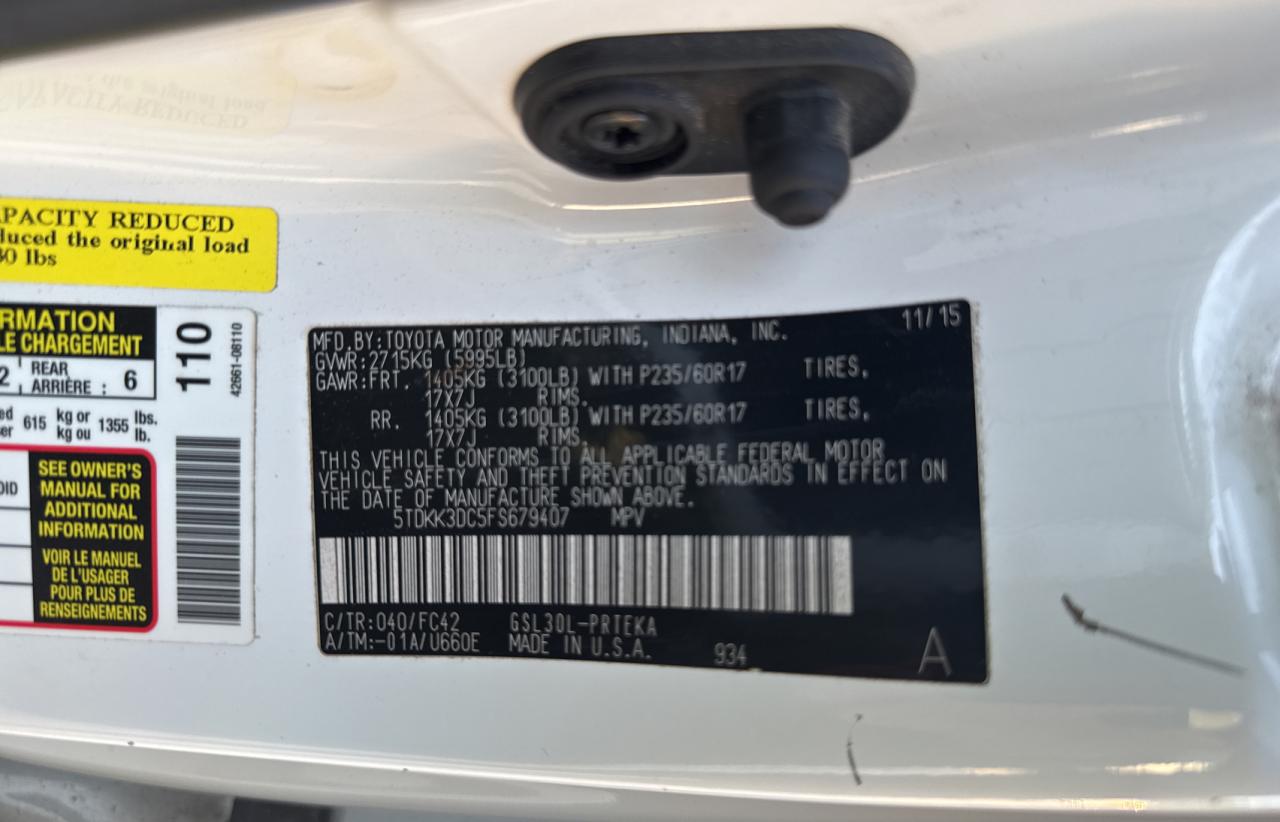 APACITY REDUCED
duced the original load
30 lbs
RMATION
LE CHARGEMENT
2 REAR
ARRIÈRE : 6
ed 615 kg or 1355 lbs.
er kg ou lb.
OID
SEE OWNER'S
MANUAL FOR
ADDITIONAL
INFORMATION
VOIR LE MANUEL
DE L'USAGER
POUR PLUS DE
RENSEIGNEMENTS
110
42661-08110
11/15
MFD.BY:TOYOTA MOTOR MANUFACTURING, INDIANA, INC.
GVWR:2715KG (5995LB)
GAWR:FRT. 1405KG (3100LB) WITH P235/60R17 TIRES,
17X7J RIMS.
RR. 1405KG (3100LB) WITH P235/60R17 TIRES,
17X7J RIMS.
THIS VEHICLE CONFORMS TO ALL APPLICABLE FEDERAL MOTOR
VEHICLE SAFETY AND THEFT PREVENTION STANDARDS IN EFFECT ON
THE DATE OF MANUFACTURE SHOWN ABOVE.
5TDKK3DC5FS679407 MPV
C/TR:040/FC42 GSL30L-PRTEKA
A/TM:-01A/U660E MADE IN U.S.A. 934
A